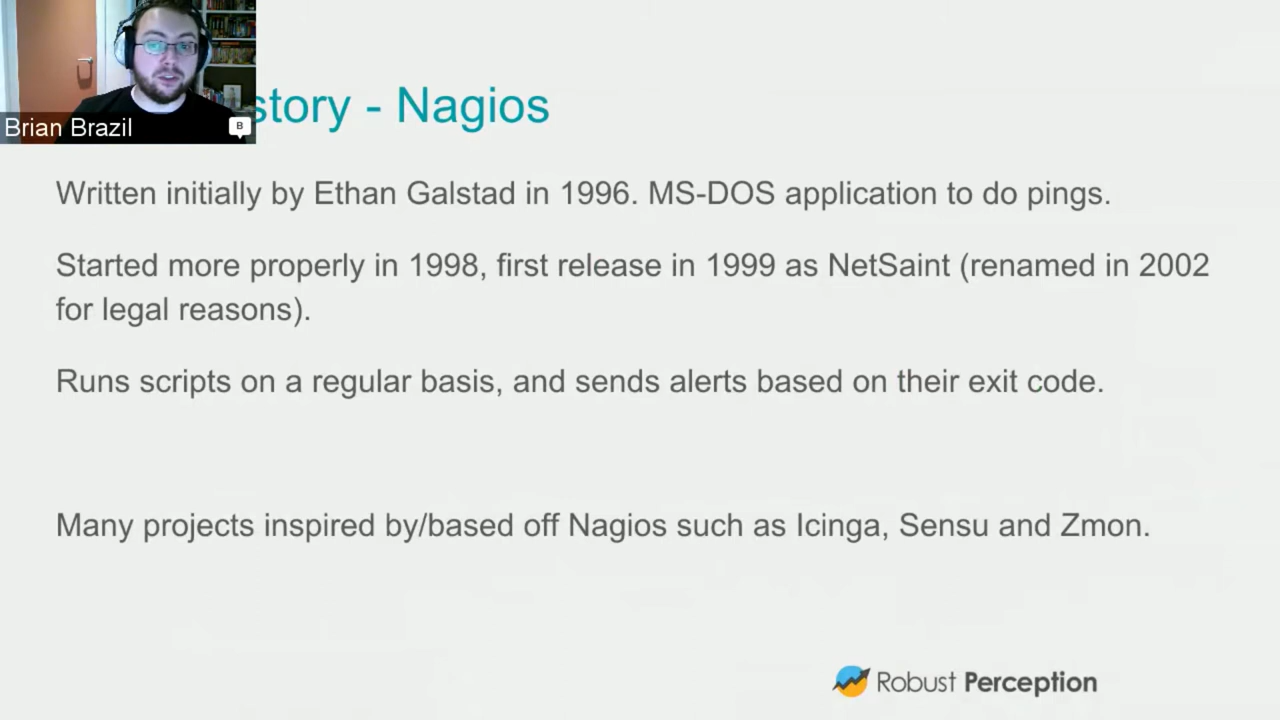 Brian Brazil
B
story - Nagios
Written initially by Ethan Galstad in 1996. MS-DOS application to do pings.
Started more properly in 1998, first release in 1999 as NetSaint (renamed in 2002
for legal reasons).
Runs scripts on a regular basis, and sends alerts based on their exit code.
Many projects inspired by/based off Nagios such as Icinga, Sensu and Zmon.
Robust Perception